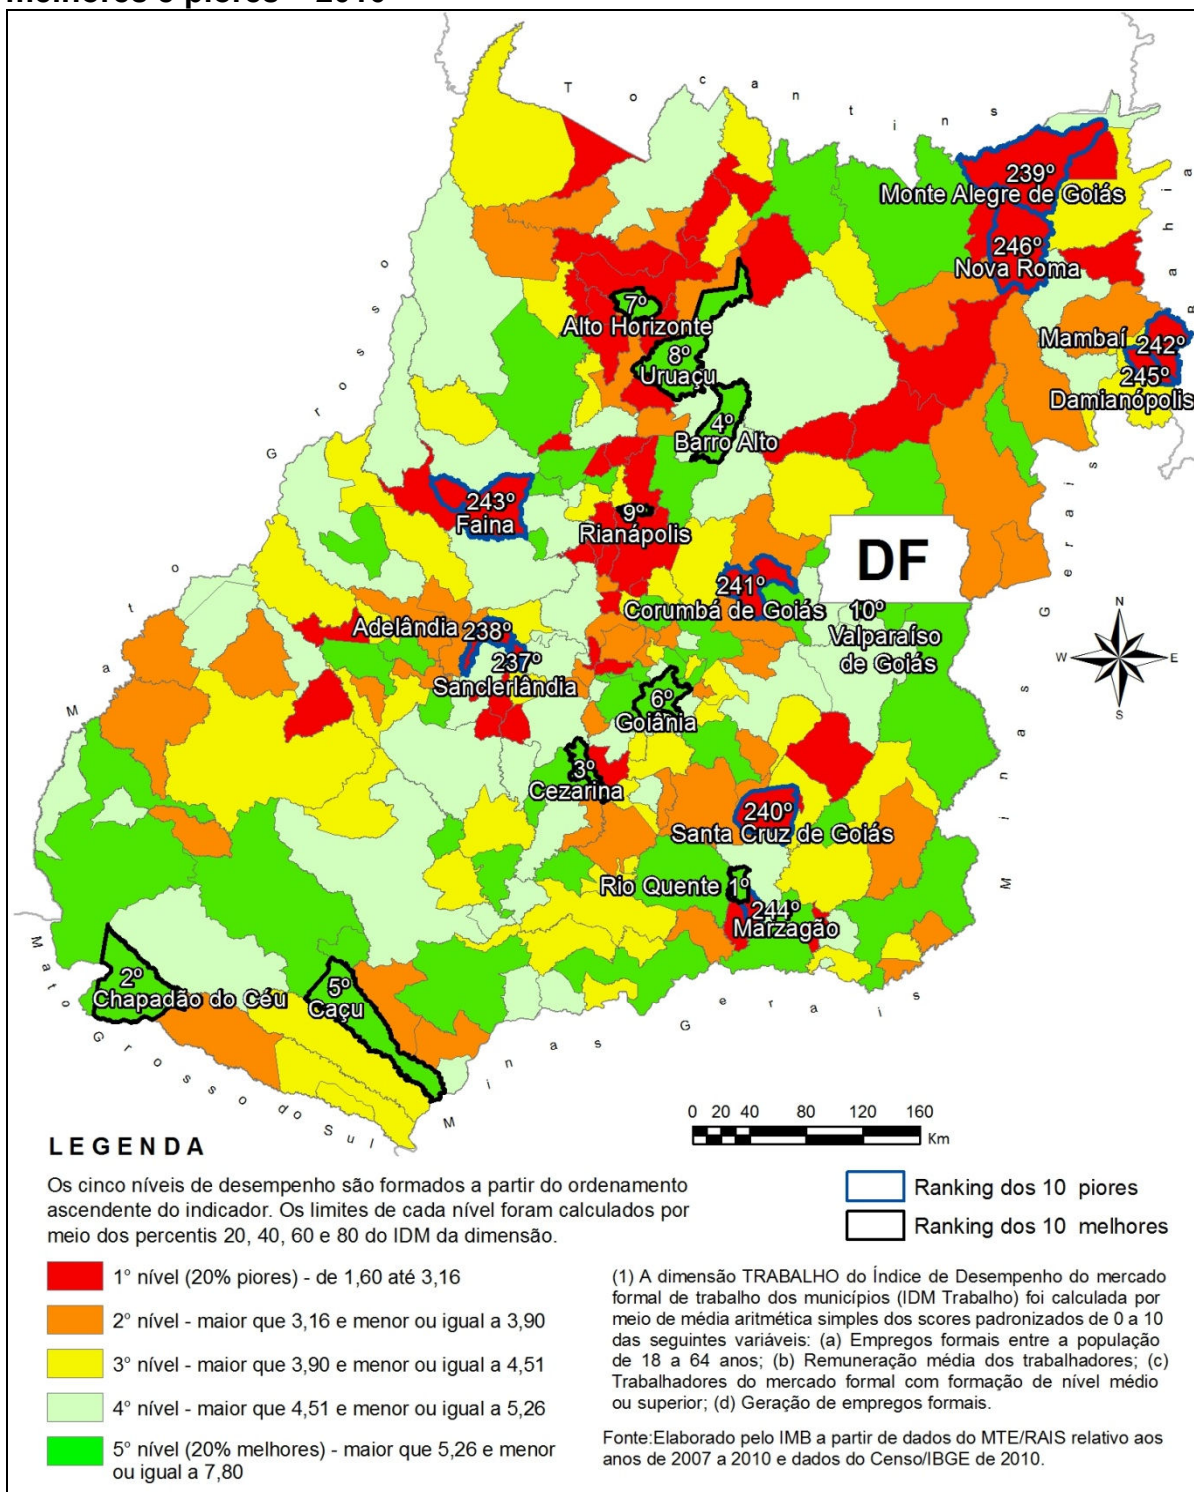 melhores e piores – 2010
T o c a n t i n s
B a h i a
239º
Monte Alegre de Goiás
246º
Nova Roma
G r o s s o
7º
Alto Horizonte
Mambaí
242º
8º
Uruaçu
245º
Damianópolis
4º
Barro Alto
243º
Faina
9º
Rianápolis
DF
G e r a i s
241º
Corumbá de Goiás
10º
Valparaíso
de Goiás
N
W
E
S
M a t o
Adelândia
238º
237º
Sanclerlândia
6º
Goiânia
3º
Cezarina
M i n a s
240º
Santa Cruz de Goiás
Rio Quente 1º
244º
Marzagão
2º
Chapadão do Céu
5º
Caçu
M i n a s G e r a i s
Mato Grosso do Sul
0 20 40 80 120 160
Km
LEGENDA
Os cinco níveis de desempenho são formados a partir do ordenamento
ascendente do indicador. Os limites de cada nível foram calculados por
meio dos percentis 20, 40, 60 e 80 do IDM da dimensão.
1° nível (20% piores) - de 1,60 até 3,16
2° nível - maior que 3,16 e menor ou igual a 3,90
3° nível - maior que 3,90 e menor ou igual a 4,51
4° nível - maior que 4,51 e menor ou igual a 5,26
5° nível (20% melhores) - maior que 5,26 e menor
ou igual a 7,80
Ranking dos 10 piores
Ranking dos 10 melhores
(1) A dimensão TRABALHO do Índice de Desempenho do mercado
formal de trabalho dos municípios (IDM Trabalho) foi calculada por
meio de média aritmética simples dos scores padronizados de 0 a 10
das seguintes variáveis: (a) Empregos formais entre a população
de 18 a 64 anos; (b) Remuneração média dos trabalhadores; (c)
Trabalhadores do mercado formal com formação de nível médio
ou superior; (d) Geração de empregos formais.
Fonte:Elaborado pelo IMB a partir de dados do MTE/RAIS relativo aos
anos de 2007 a 2010 e dados do Censo/IBGE de 2010.